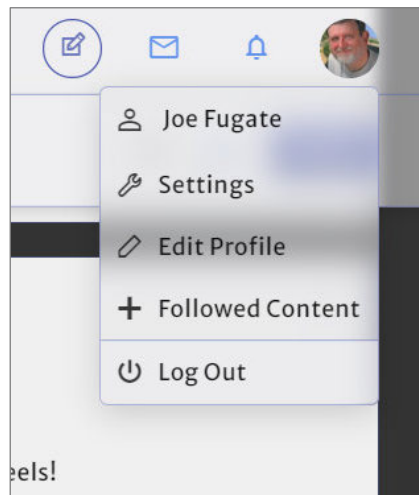 Joe Fugate
Settings
Edit Profile
Followed Content
Log Out
eels!